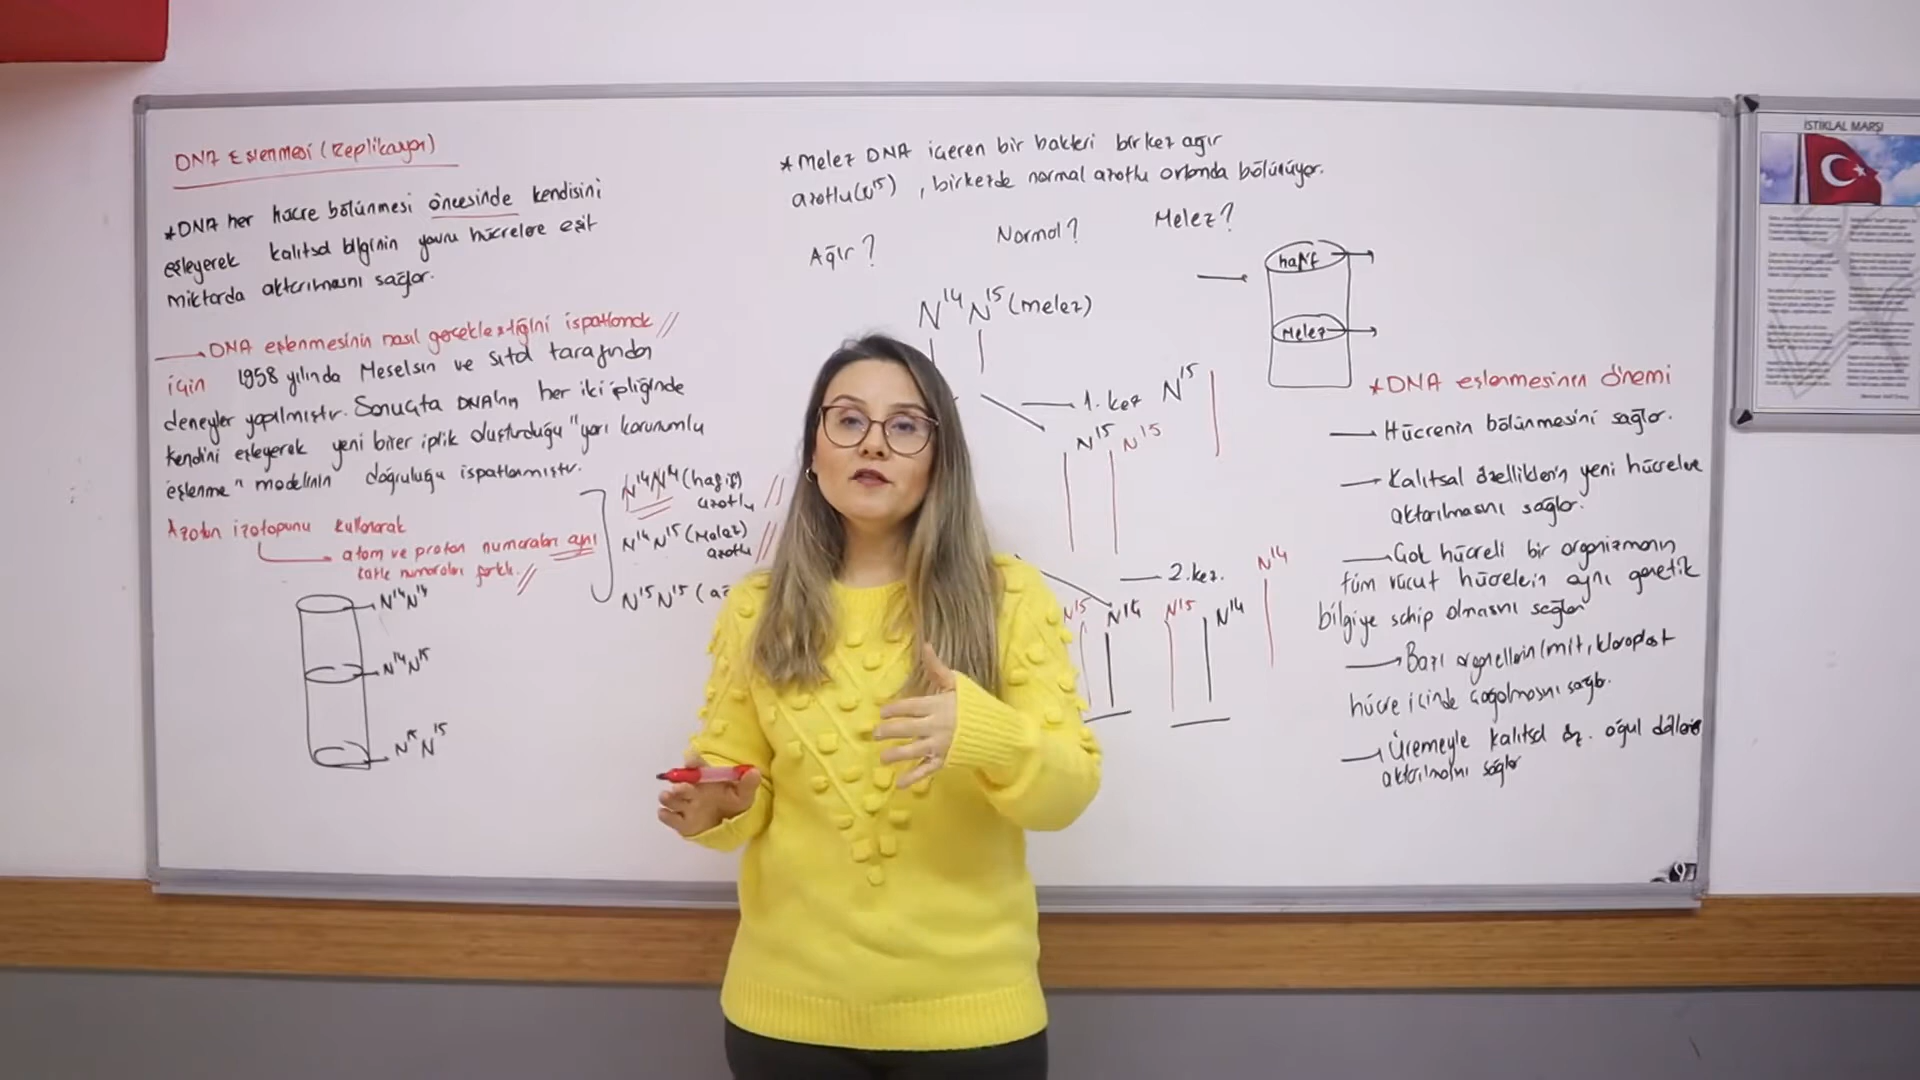 DNA Eşlenmesi (Replikasyon)
*DNA her hücre bölünmesi öncesinde kendisini
eşleyerek kalıtsal bilginin yavru hücrelere eşit
miktarda aktarılmasını sağlar.
DNA eşlenmesinin nasıl gerçekleştiğini ispatlamak
için 1958 yılında Meselsın ve sıtal tarafından
deneyler yapılmıştır. Sonuçta DNA'nın her iki ipliğinde
kendini eşleyerek yeni birer iplik oluşturduğu "yarı korunumlu
eşlenme" modelinin doğruluğu ispatlanmıştır.
Azotun izotopunu kullanarak
atom ve proton numaraları aynı
kütle numaraları farklı.
N14N14 (hafif)
azotlu
N14N15 (Melez)
azotlu
N15N15
N14N14
N14N15
N15N15
*Melez DNA içeren bir bakteri bir kez ağır
azotlu (N15), bir kezde normal azotlu ortamda bölünüyor.
Ağır?
Normal?
Melez?
N14 N15 (melez)
1. kez N15
N15 N15
2. kez.
N14
N15 N14 N15 N14
hafif
Melez
*DNA eşlenmesinin önemi
Hücrenin bölünmesini sağlar.
Kalıtsal özelliklerin yeni hücrelere
aktarılmasını sağlar.
Çok hücreli bir organizmanın
tüm vücut hücrelerin aynı genetik
bilgiye sahip olmasını sağlar
Bazı organellerin (mit, kloroplast
hücre içinde çoğalmasını sağlar.
Üremeyle kalıtsal öz. oğul döllere
aktarılmasını sağlar
İSTİKLAL MARŞI